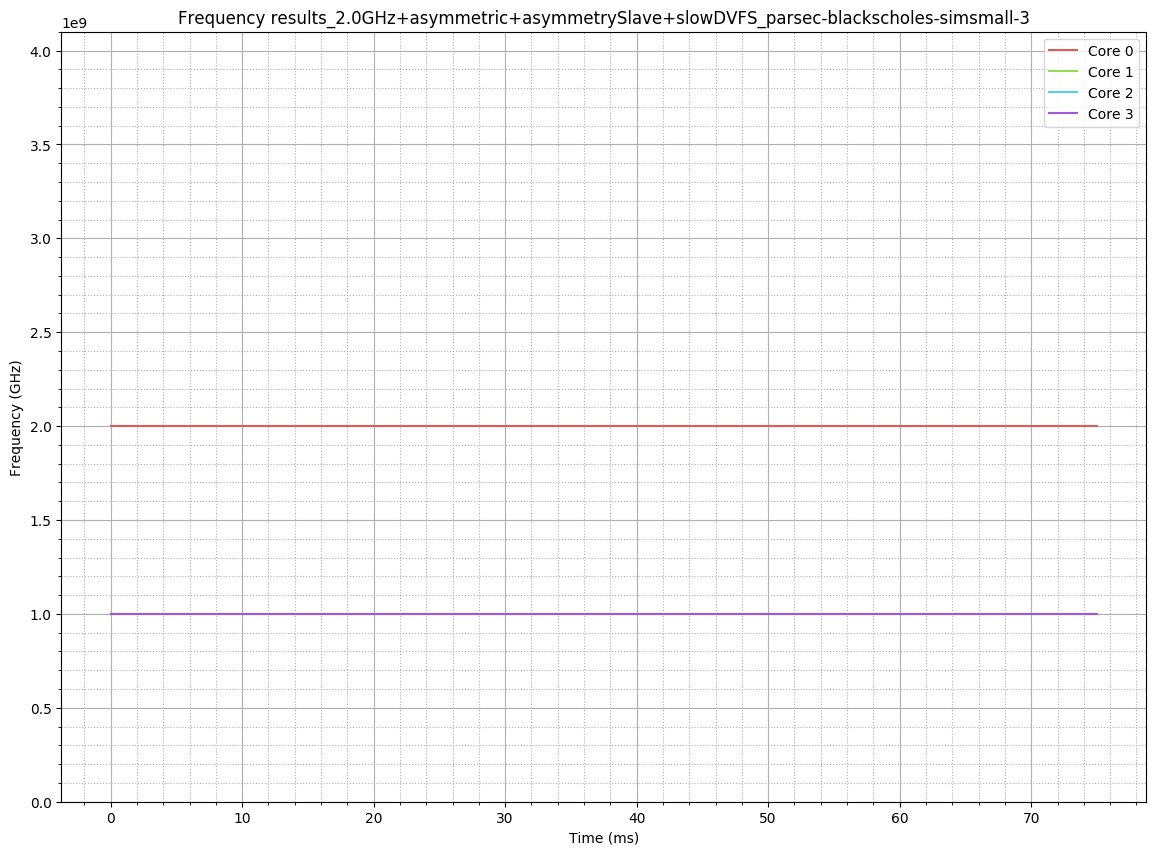 Frequency results_2.0GHz+asymmetric+asymmetrySlave+slowDVFS_parsec-blackscholes-simsmall-3
1e9
4.0
3.5
3.0
2.5
2.0
1.5
1.0
0.5
0.0
Frequency (GHz)
Core 0
Core 1
Core 2
Core 3
0 10 20 30 40 50 60 70
Time (ms)